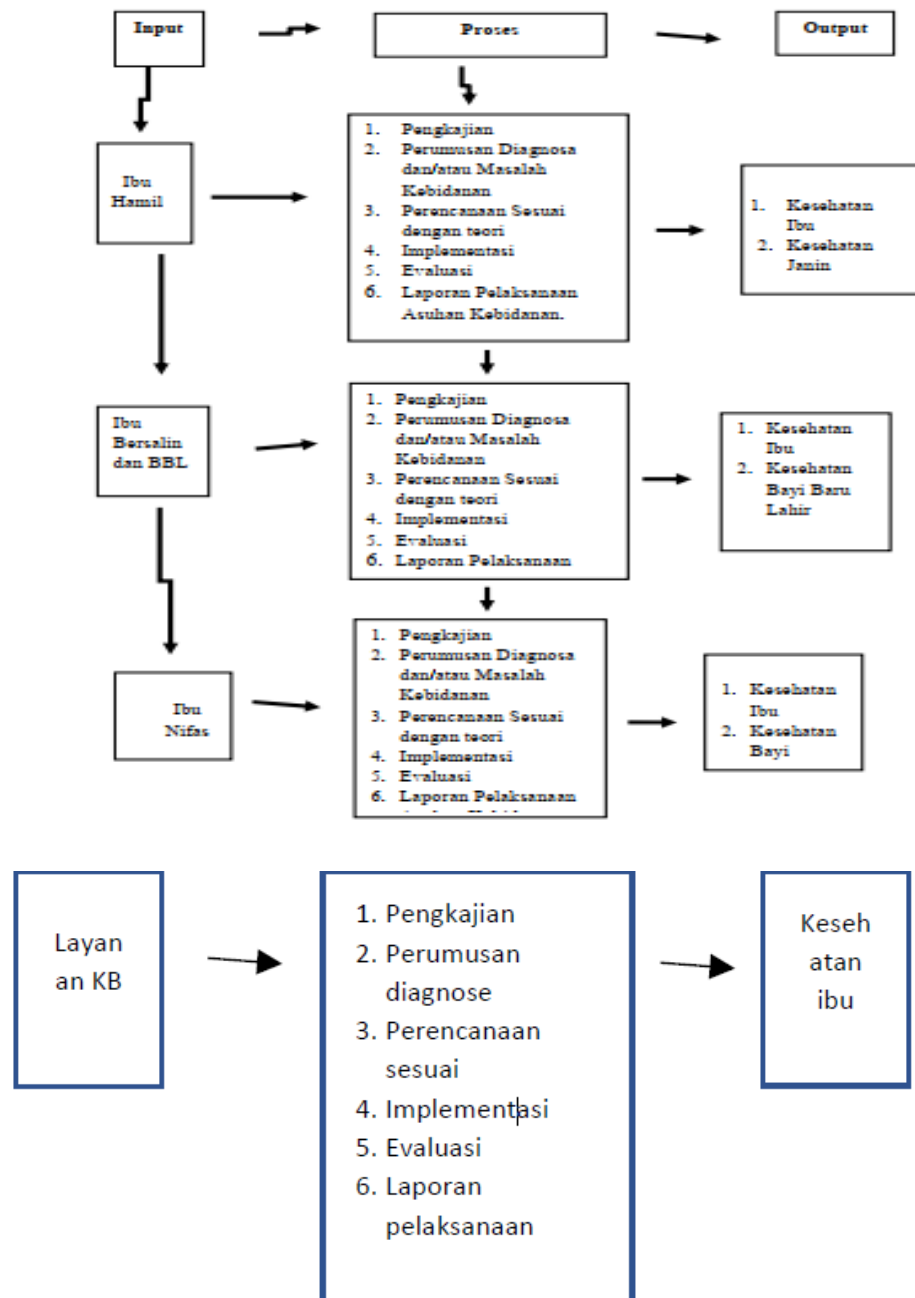 Input
Proses
Output
Ibu
Hamil
1. Pengkajian
2. Perumusan Diagnosa
dan/atau Masalah
Kebidanan
3. Perencanaan Sesuai
dengan teori
4. Implementasi
5. Evaluasi
6. Laporan Pelaksanaan
Asuhan Kebidanan.
1. Kesehatan
Ibu
2. Kesehatan
Janin
Ibu
Bersalin
dan BBL
1. Pengkajian
2. Perumusan Diagnosa
dan/atau Masalah
Kebidanan
3. Perencanaan Sesuai
dengan teori
4. Implementasi
5. Evaluasi
6. Laporan Pelaksanaan
1. Kesehatan
Ibu
2. Kesehatan
Bayi Baru
Lahir
Ibu
Nifas
1. Pengkajian
2. Perumusan Diagnosa
dan/atau Masalah
Kebidanan
3. Perencanaan Sesuai
dengan teori
4. Implementasi
5. Evaluasi
6. Laporan Pelaksanaan
1. Kesehatan
Ibu
2. Kesehatan
Bayi
Layan
an KB
1. Pengkajian
2. Perumusan
diagnose
3. Perencanaan
sesuai
4. Implementasi
5. Evaluasi
6. Laporan
pelaksanaan
Keseh
atan
ibu